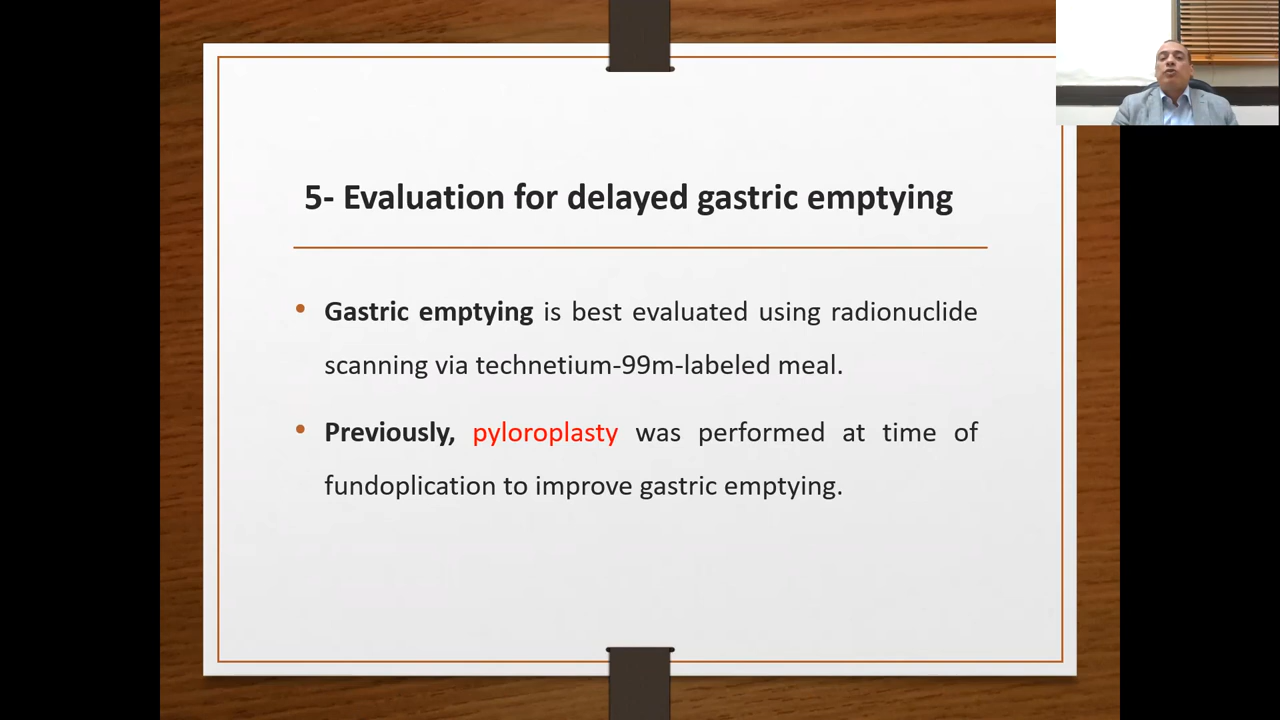 5- Evaluation for delayed gastric emptying
• Gastric emptying is best evaluated using radionuclide
scanning via technetium-99m-labeled meal.
• Previously, pyloroplasty was performed at time of
fundoplication to improve gastric emptying.